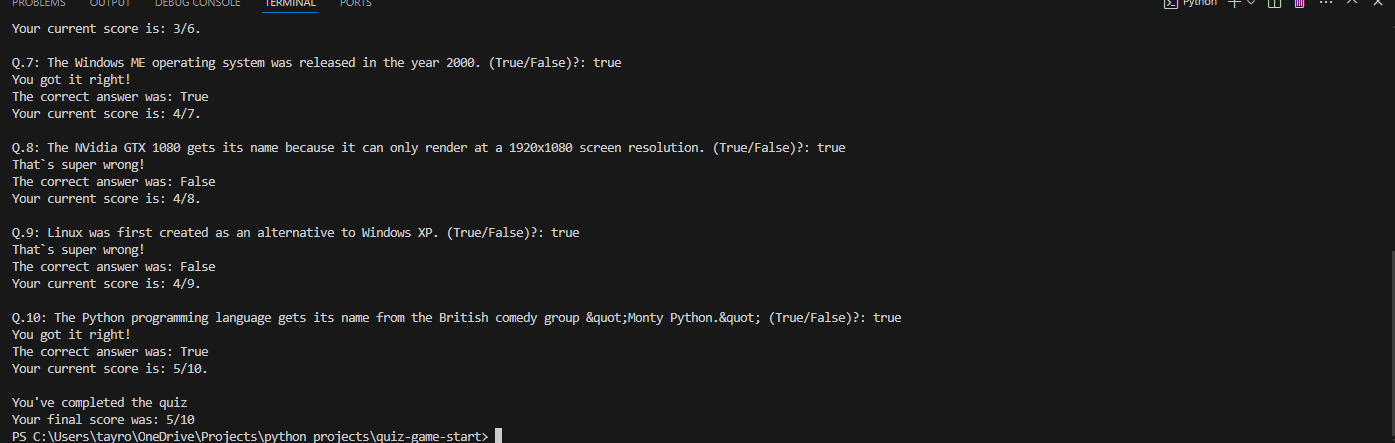 PROBLEMS OUTPUT DEBUG CONSOLE TERMINAL PORTS Python
Your current score is: 3/6.
Q.7: The Windows ME operating system was released in the year 2000. (True/False)?: true
You got it right!
The correct answer was: True
Your current score is: 4/7.
Q.8: The NVidia GTX 1080 gets its name because it can only render at a 1920x1080 screen resolution. (True/False)?: true
That`s super wrong!
The correct answer was: False
Your current score is: 4/8.
Q.9: Linux was first created as an alternative to Windows XP. (True/False)?: true
That`s super wrong!
The correct answer was: False
Your current score is: 4/9.
Q.10: The Python programming language gets its name from the British comedy group &quot;Monty Python.&quot; (True/False)?: true
You got it right!
The correct answer was: True
Your current score is: 5/10.
You've completed the quiz
Your final score was: 5/10
PS C:\Users\tayro\OneDrive\Projects\python projects\quiz-game-start>